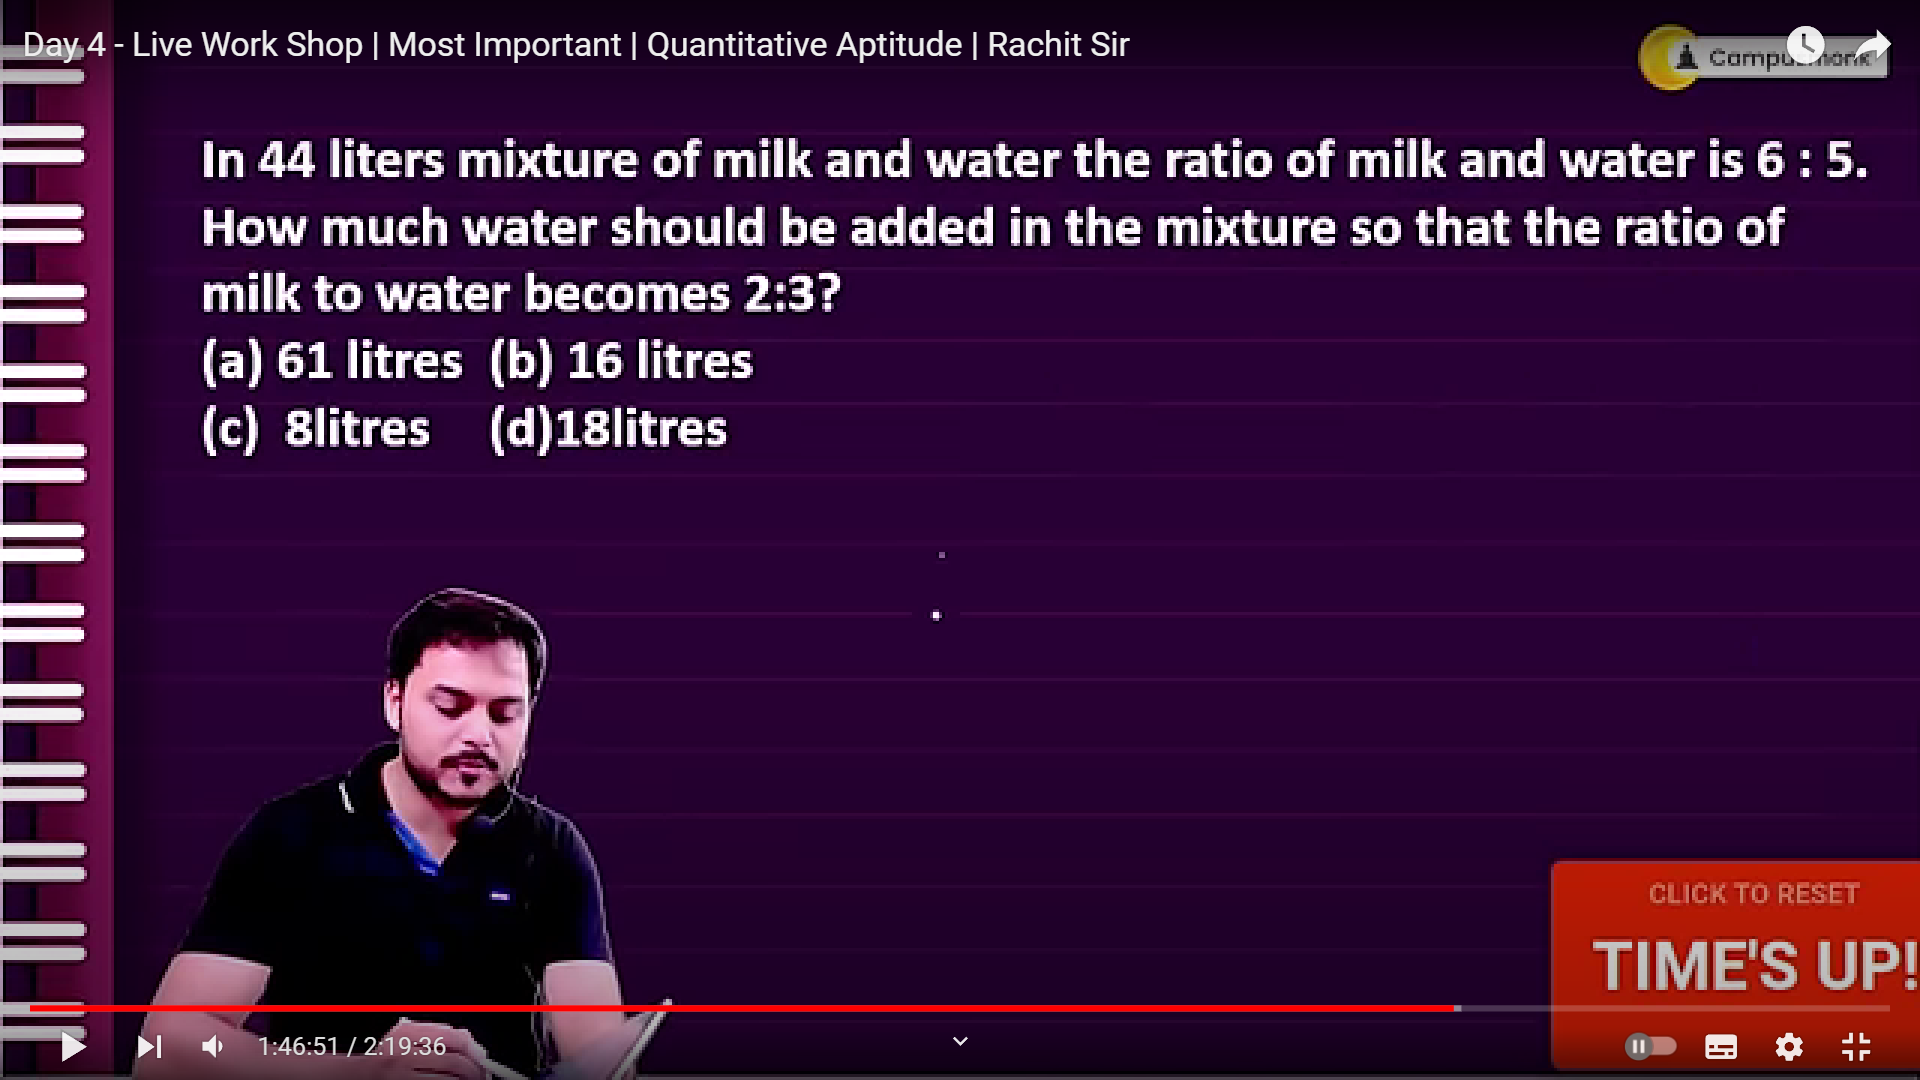 Day 4 - Live Work Shop | Most Important | Quantitative Aptitude | Rachit Sir
In 44 liters mixture of milk and water the ratio of milk and water is 6 : 5.
How much water should be added in the mixture so that the ratio of
milk to water becomes 2:3?
(a) 61 litres (b) 16 litres
(c) 8litres (d)18litres
CLICK TO RESET
TIME'S UP!
1:46:51 / 2:19:36